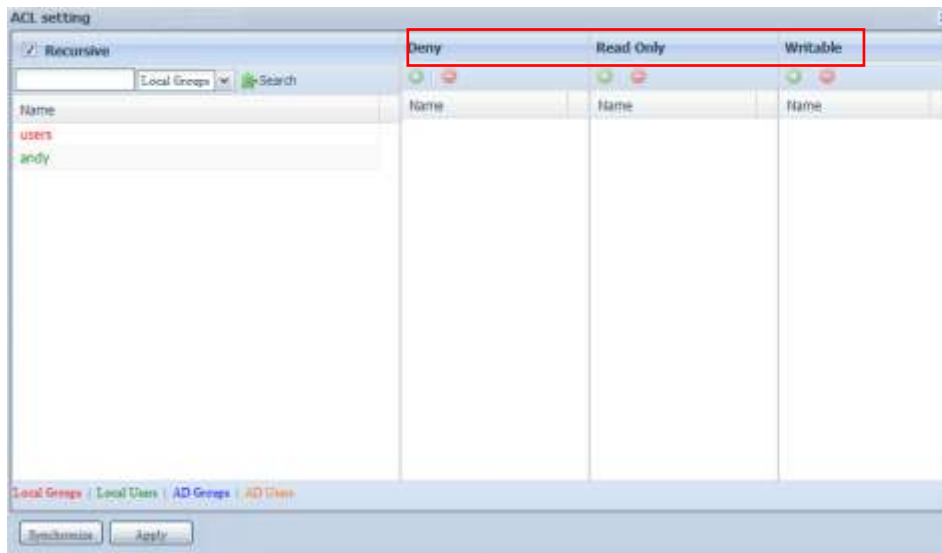 ACL setting
Recursive
Deny
Read Only
Writable
Local Groups
Search
Name
Name
Name
Name
users
andy
Local Groups | Local Users | AD Groups | AD Users
Synchronize
Apply